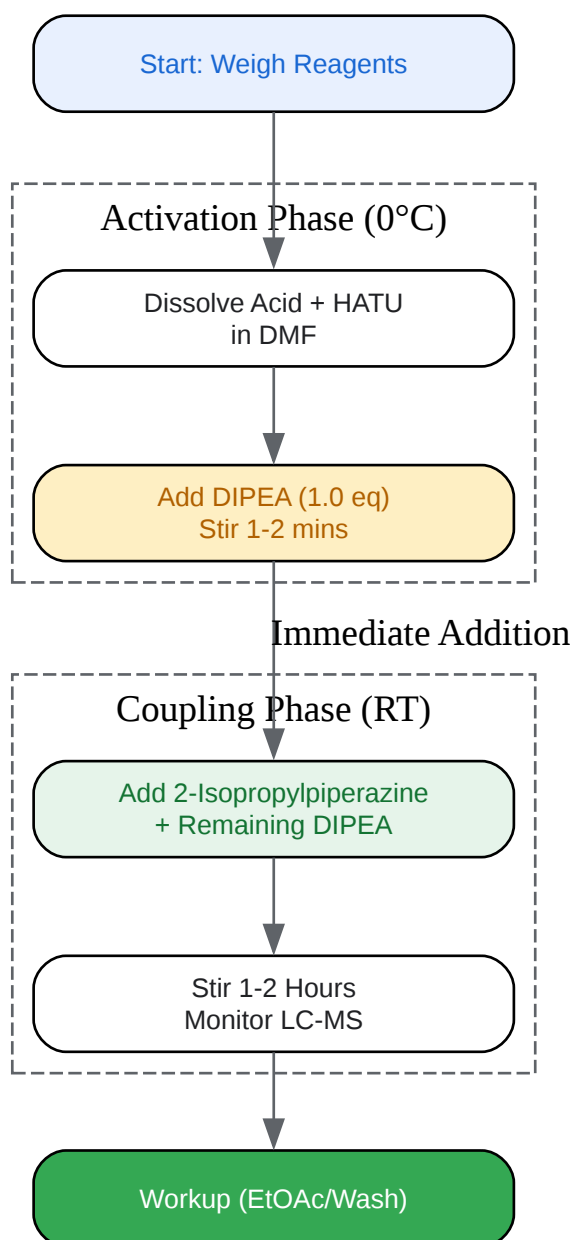 Start: Weigh Reagents
Activation Phase (0°C)
Dissolve Acid + HATU
in DMF
Add DIPEA (1.0 eq)
Stir 1-2 mins
Immediate Addition
Coupling Phase (RT)
Add 2-Isopropylpiperazine
+ Remaining DIPEA
Stir 1-2 Hours
Monitor LC-MS
Workup (EtOAc/Wash)